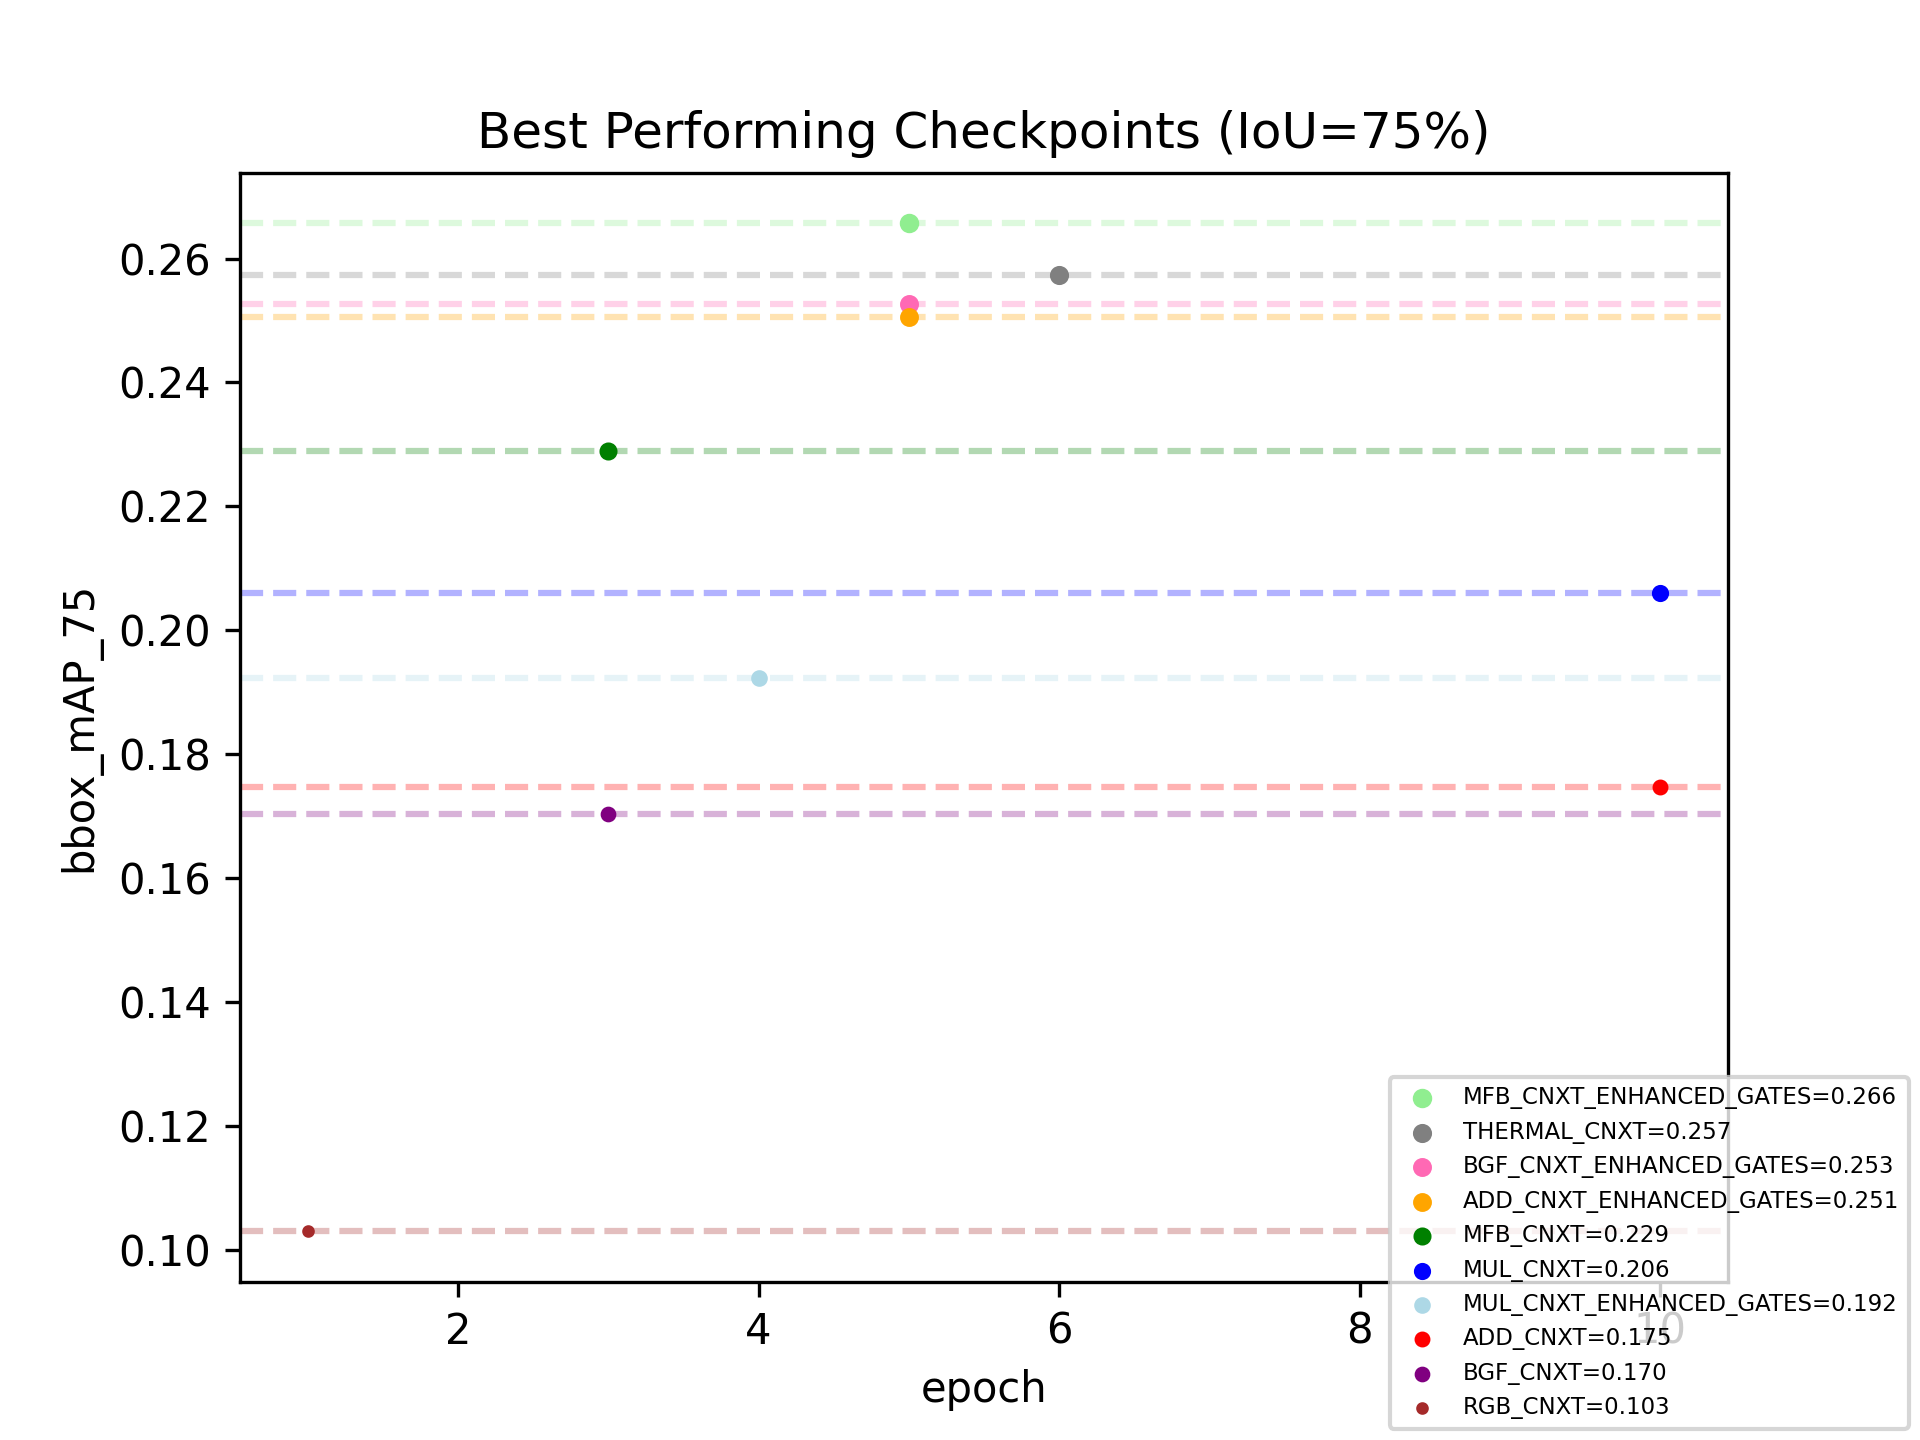 Best Performing Checkpoints (IoU=75%)
bbox_mAP_75
0.26
0.24
0.22
0.20
0.18
0.16
0.14
0.12
0.10
2
4
6
8
10
epoch
MFB_CNXT_ENHANCED_GATES=0.266
THERMAL_CNXT=0.257
BGF_CNXT_ENHANCED_GATES=0.253
ADD_CNXT_ENHANCED_GATES=0.251
MFB_CNXT=0.229
MUL_CNXT=0.206
MUL_CNXT_ENHANCED_GATES=0.192
ADD_CNXT=0.175
BGF_CNXT=0.170
RGB_CNXT=0.103